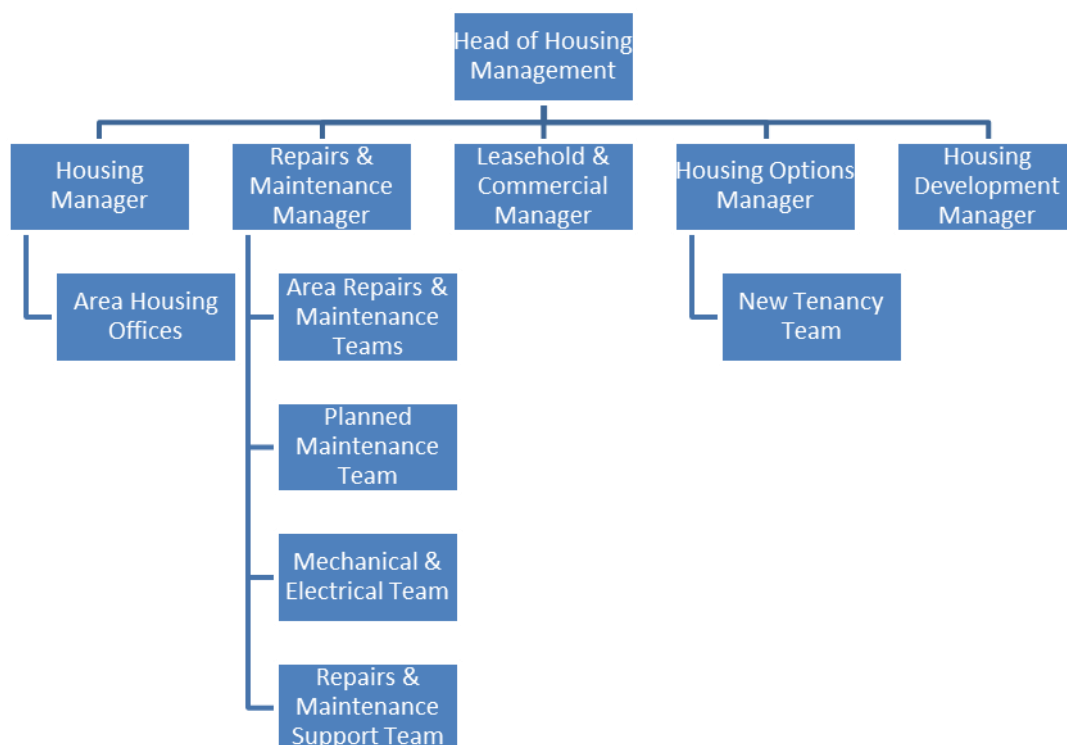 Head of Housing
Management
Housing
Manager
Repairs &
Maintenance
Manager
Leasehold &
Commercial
Manager
Housing Options
Manager
Housing
Development
Manager
Area Housing
Offices
Area Repairs &
Maintenance
Teams
New Tenancy
Team
Planned
Maintenance
Team
Mechanical &
Electrical Team
Repairs &
Maintenance
Support Team